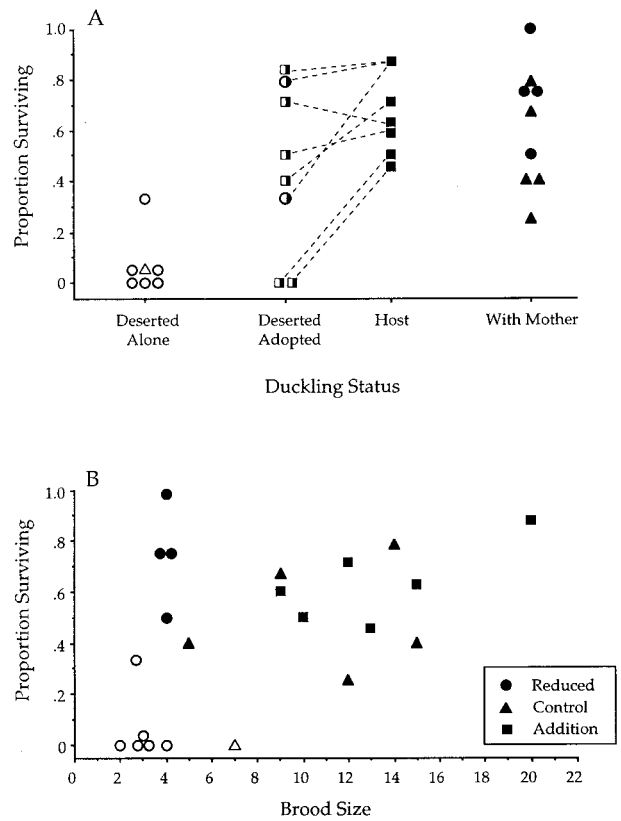 A
1.0
.8
.6
.4
.2
0
Proportion Surviving
Deserted Alone
Deserted Adopted
Host
With Mother
Duckling Status
B
1.0
.8
.6
.4
.2
0
Proportion Surviving
Reduced
Control
Addition
0 2 4 6 8 10 12 14 16 18 20 22
Brood Size